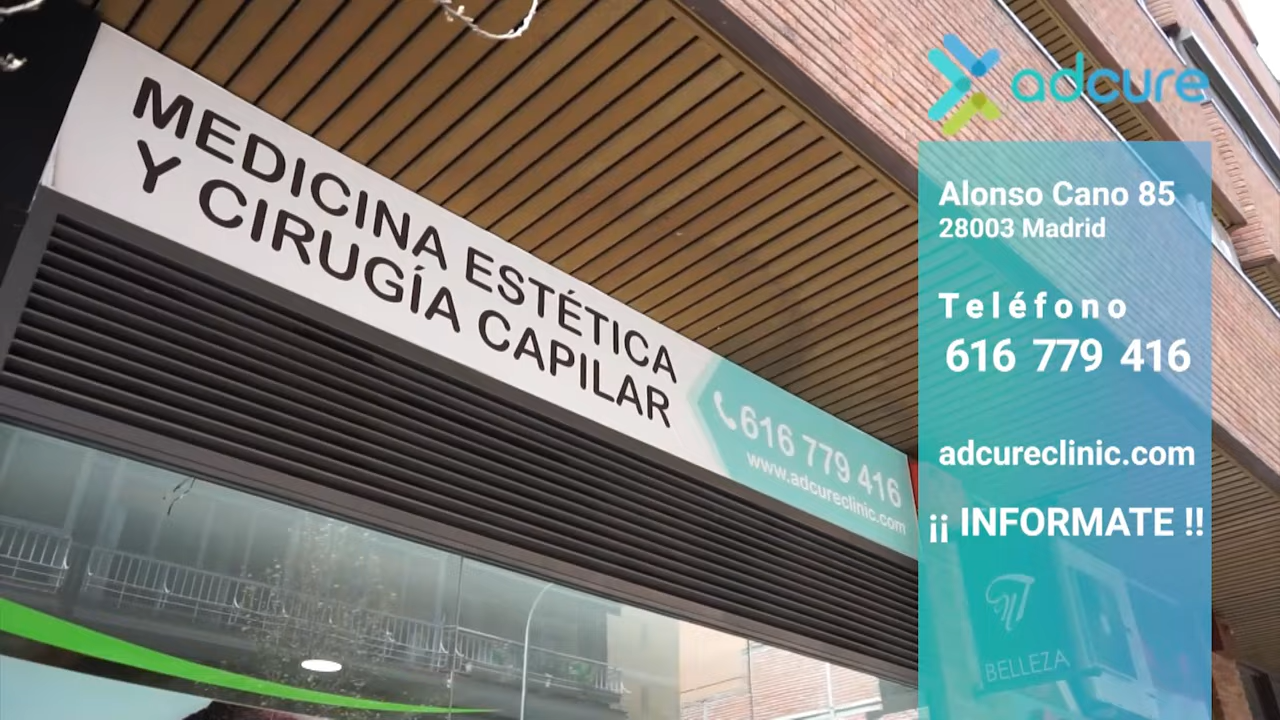 MEDICINA ESTÉTICA
Y CIRUGÍA CAPILAR
616 779 416
www.adcureclinic.com
adcure
Alonso Cano 85
28003 Madrid
Teléfono
616 779 416
adcureclinic.com
¡¡ INFORMATE !!
BELLEZA